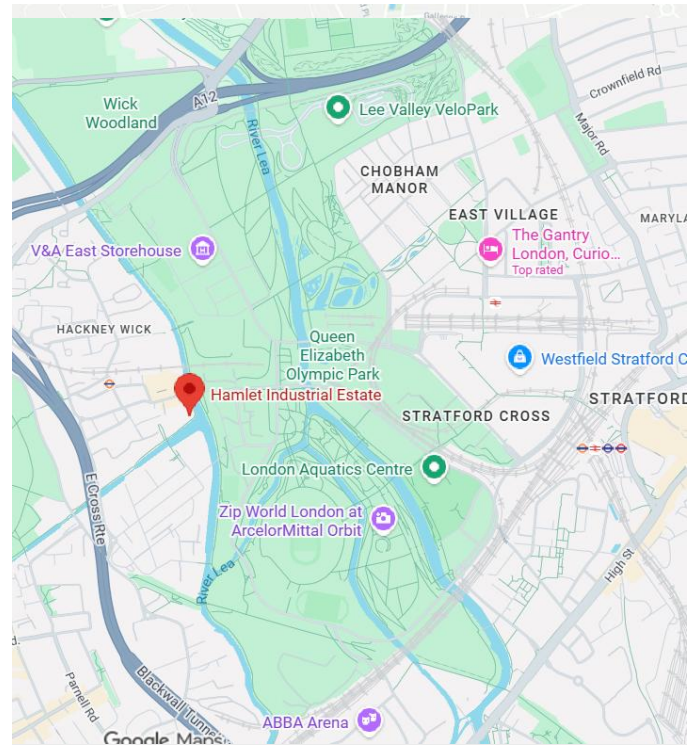 A12
Wick
Woodland
River Lea
Lee Valley VeloPark
Crownfield Rd
Major Rd
CHOBHAM
MANOR
EAST VILLAGE
MARYLA
The Gantry
London, Curio...
Top rated
V&A East Storehouse
HACKNEY WICK
Queen
Elizabeth
Olympic Park
Westfield Stratford C
Hamlet Industrial Estate
STRATFORD CROSS
STRATFORD
London Aquatics Centre
E Cross Rte
Zip World London at
ArcelorMittal Orbit
High St
River Lea
Parnell Rd
Blackwall Tunne
ABBA Arena
Google Maps